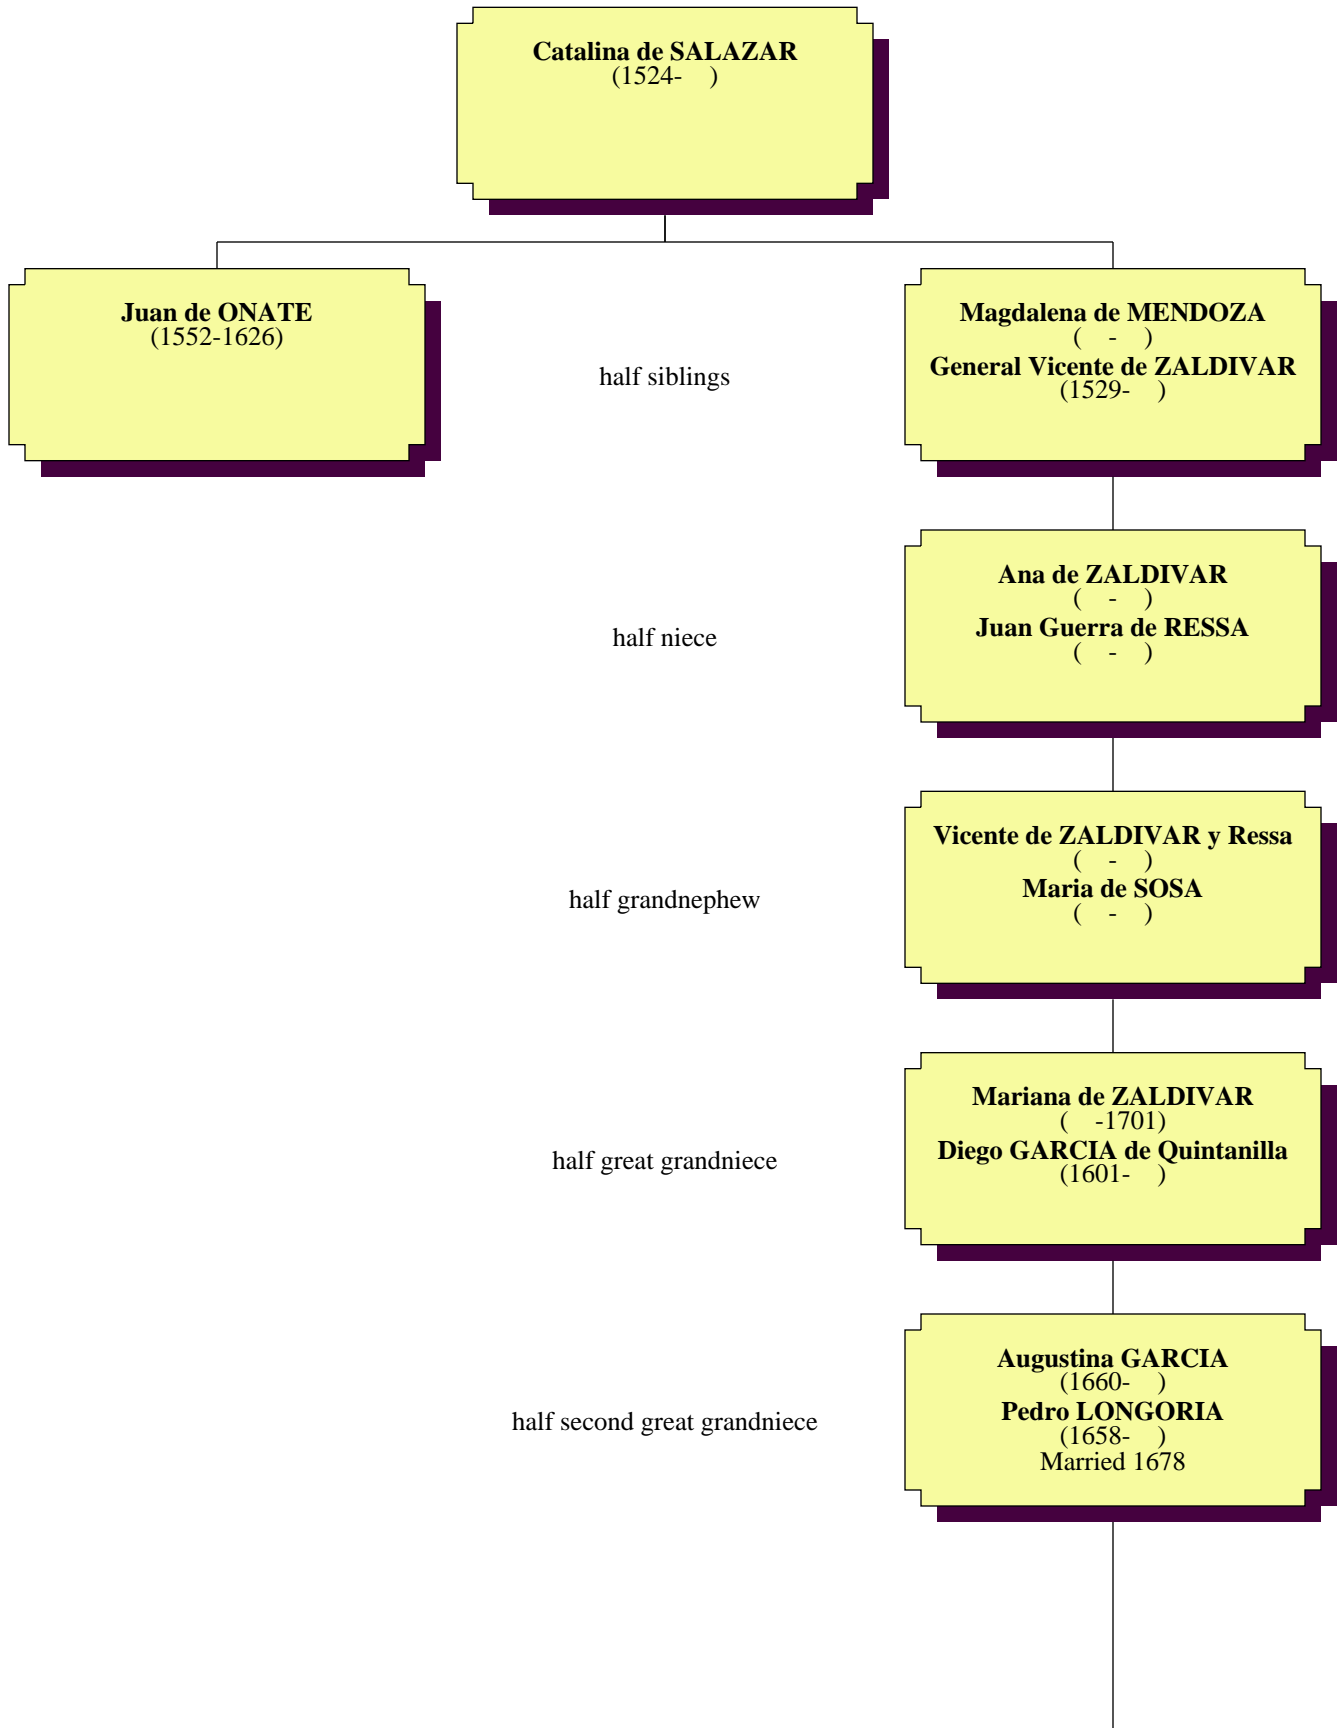 Catalina de SALAZAR
(1524-    )
Juan de ONATE
(1552-1626)
half siblings
Magdalena de MENDOZA
(    -    )
General Vicente de ZALDIVAR
(1529-    )
half niece
Ana de ZALDIVAR
(    -    )
Juan Guerra de RESSA
(    -    )
half grandnephew
Vicente de ZALDIVAR y Ressa
(    -    )
Maria de SOSA
(    -    )
half great grandniece
Mariana de ZALDIVAR
(    -1701)
Diego GARCIA de Quintanilla
(1601-    )
half second great grandniece
Augustina GARCIA
(1660-    )
Pedro LONGORIA
(1658-    )
Married 1678